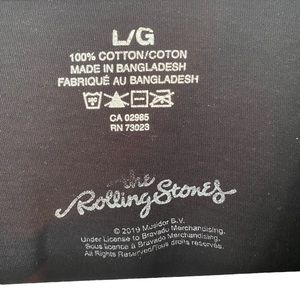 L/G
100% COTTON/COTON
MADE IN BANGLADESH
FABRIQUÉ AU BANGLADESH
CA 02985
RN 73023
the
Rolling Stones
© 2019 Musidor B.V.
Under License to Bravado Merchandising.
Sous licence à Bravado Merchandising.
All Rights Reserved/Tous droits réservés.